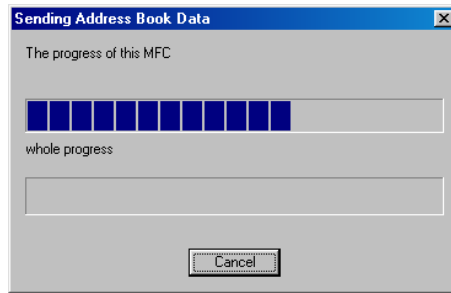 Sending Address Book Data
The progress of this MFC
whole progress
Cancel